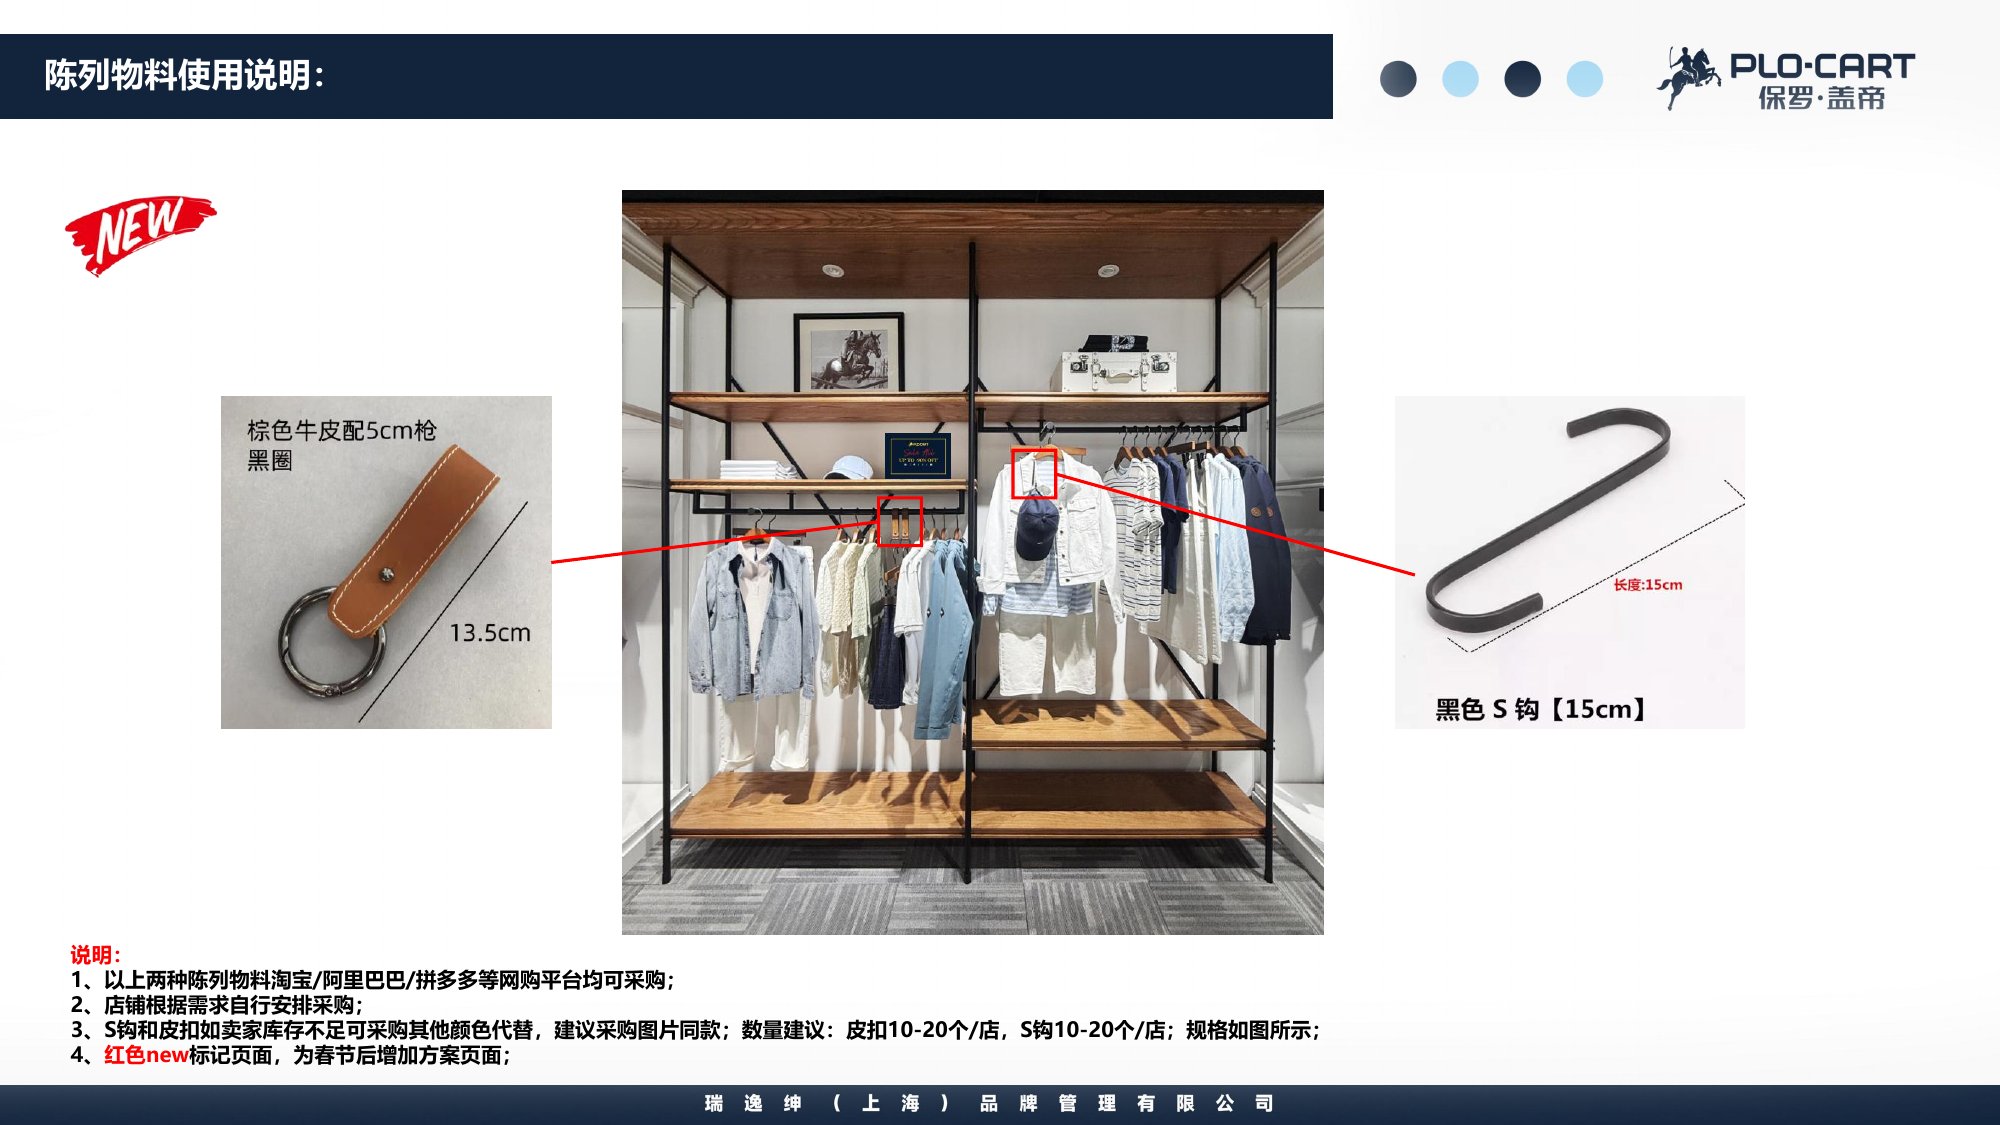 陈列物料使用说明：
PLO·CART
保罗·盖帝
NEW
棕色牛皮配5cm枪
黑圈
13.5cm
长度:15cm
黑色 S 钩【15cm】
说明：
1、以上两种陈列物料淘宝/阿里巴巴/拼多多等网购平台均可采购；
2、店铺根据需求自行安排采购；
3、S钩和皮扣如卖家库存不足可采购其他颜色代替，建议采购图片同款；数量建议：皮扣10-20个/店，S钩10-20个/店；规格如图所示；
4、红色new标记页面，为春节后增加方案页面；
瑞逸绅（上海）品牌管理有限公司